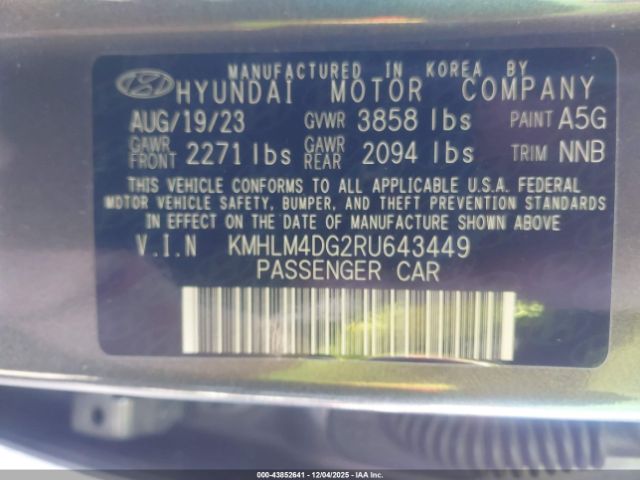 MANUFACTURED IN KOREA BY
HYUNDAI MOTOR COMPANY
AUG/19/23 GVWR 3858 lbs PAINT A5G
GAWR FRONT 2271 lbs GAWR REAR 2094 lbs TRIM NNB
THIS VEHICLE CONFORMS TO ALL APPLICABLE U.S.A. FEDERAL
MOTOR VEHICLE SAFETY, BUMPER, AND THEFT PREVENTION STANDARDS
IN EFFECT ON THE DATE OF MANUFACTURE SHOWN ABOVE
V.I.N KMHLM4DG2RU643449
PASSENGER CAR
000-43852641 - 12/04/2025 - Copyright IAA, LLC